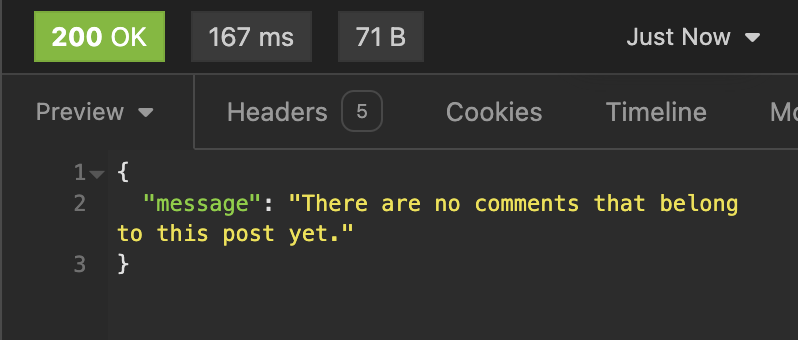 200 OK 167 ms 71 B Just Now
Preview Headers 5 Cookies Timeline
1 {
2 "message": "There are no comments that belong
to this post yet."
3 }